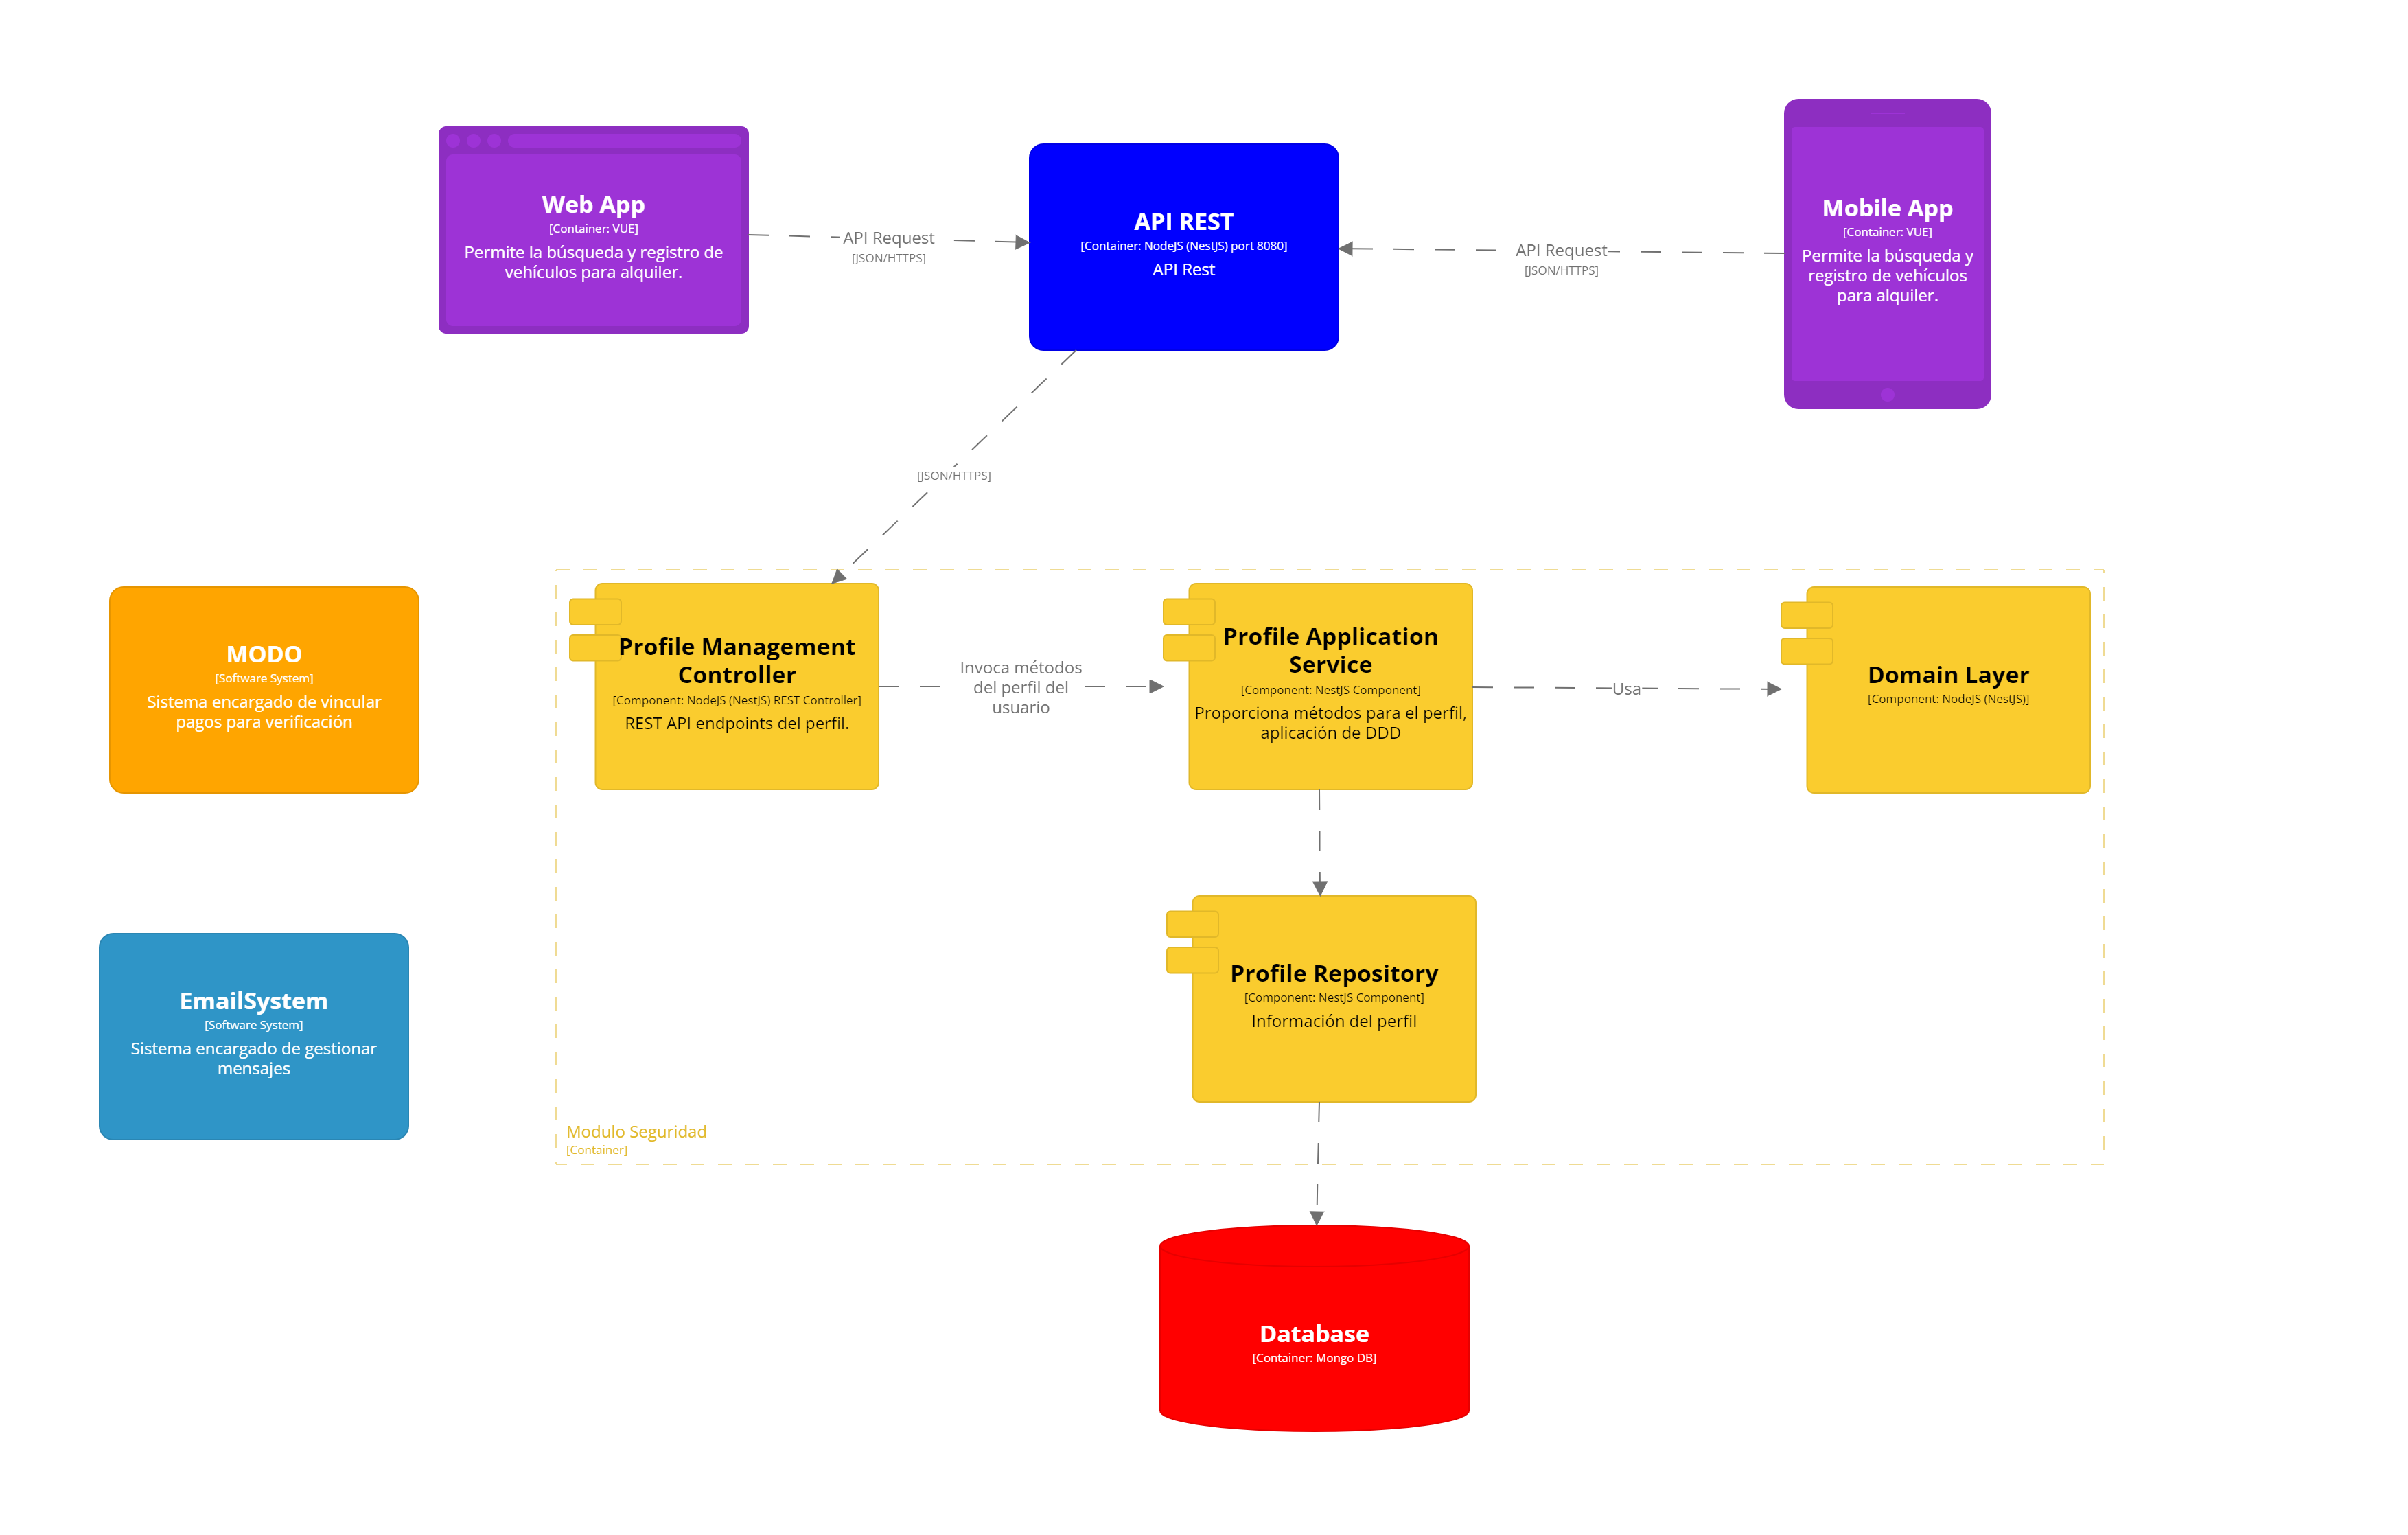 Web App
[Container: VUE]
Permite la búsqueda y registro de
vehículos para alquiler.
API Request
[JSON/HTTPS]
API REST
[Container: NodeJS (NestJS) port 8080]
API Rest
API Request
[JSON/HTTPS]
Mobile App
[Container: VUE]
Permite la búsqueda y
registro de vehículos
para alquiler.
[JSON/HTTPS]
MODO
[Software System]
Sistema encargado de vincular
pagos para verificación
Profile Management
Controller
[Component: NodeJS (NestJS) REST Controller]
REST API endpoints del perfil.
Invoca métodos
del perfil del
usuario
Profile Application
Service
[Component: NestJS Component]
Proporciona métodos para el perfil,
aplicación de DDD
Usa
Domain Layer
[Component: NodeJS (NestJS)]
EmailSystem
[Software System]
Sistema encargado de gestionar
mensajes
Profile Repository
[Component: NestJS Component]
Información del perfil
Modulo Seguridad
[Container]
Database
[Container: Mongo DB]